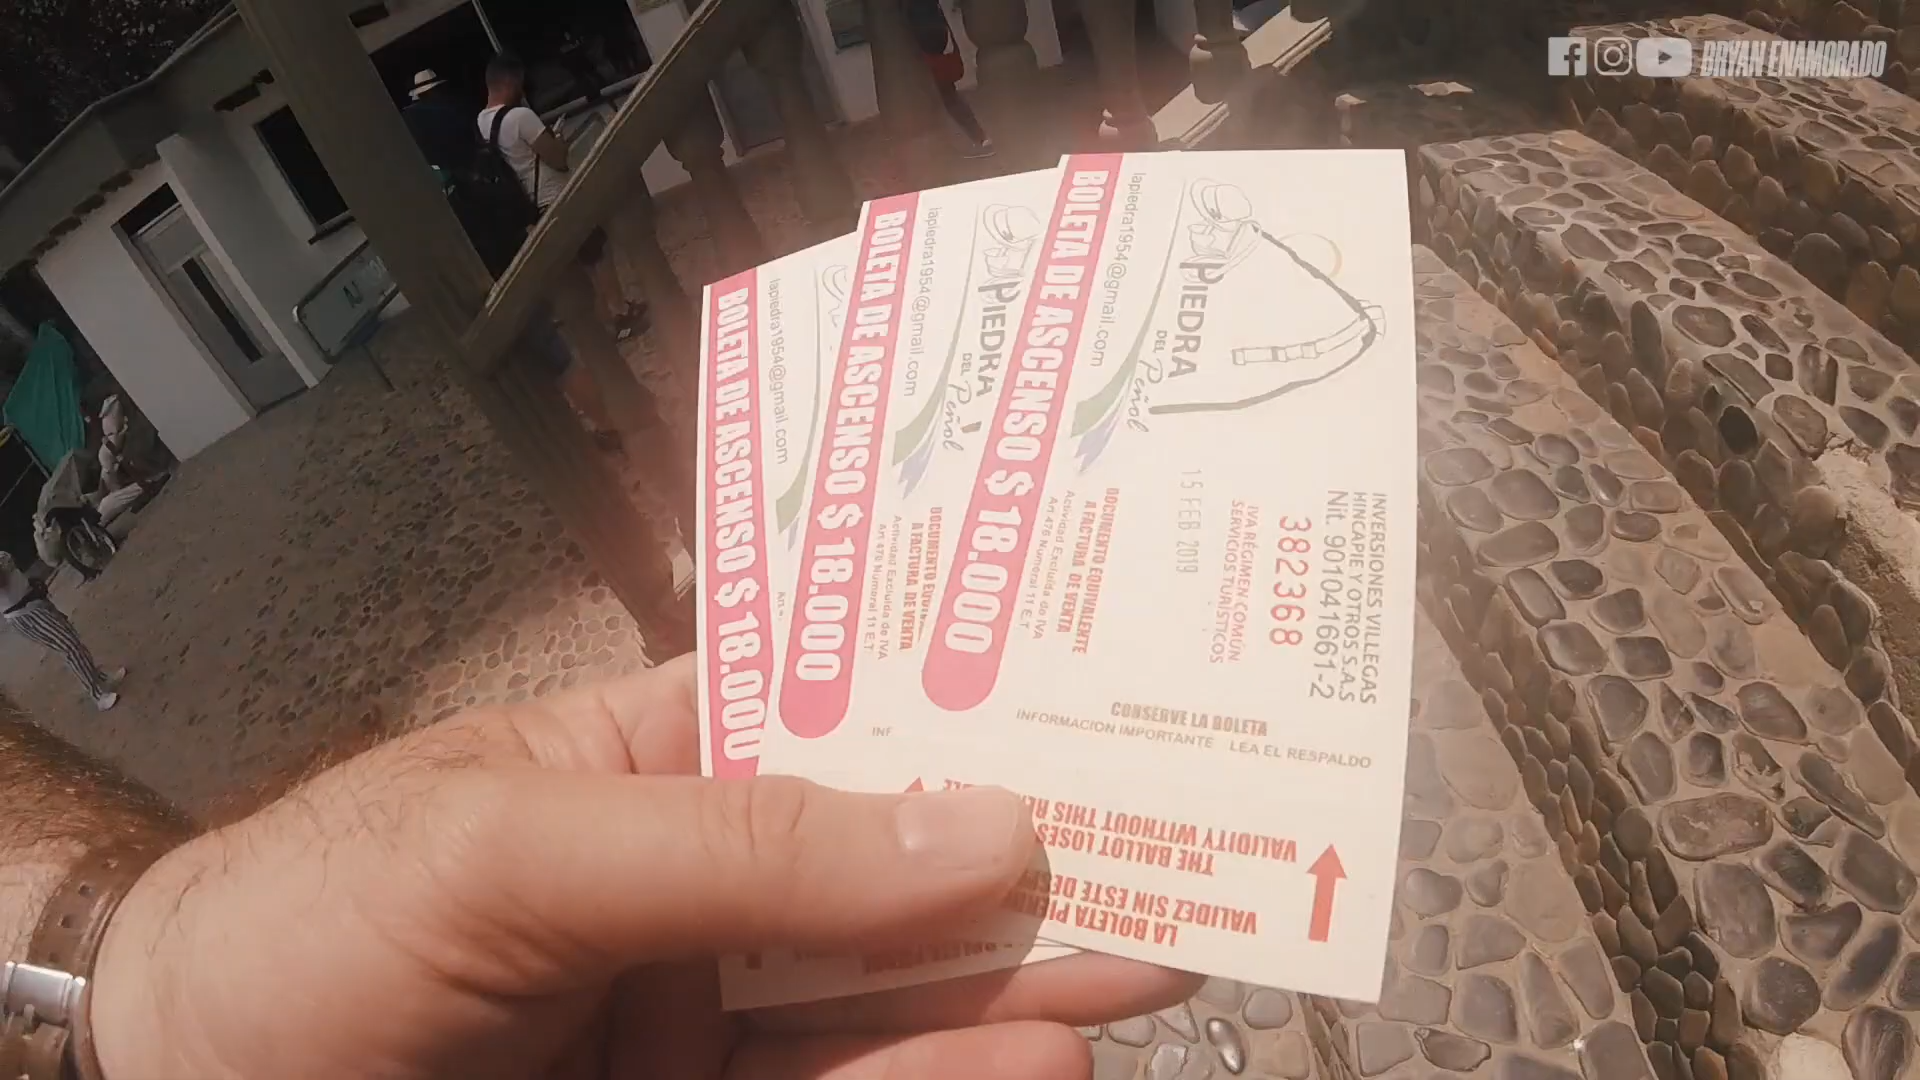 BRYAN ENAMORADO
BOLETA DE ASCENSO $ 18.000
lapiedra1954@gmail.com
BOLETA DE ASCENSO $ 18.000
lapiedra1954@gmail.com
PIEDRA
DEL Peñol
DOCUMENTO
A FACTURA DE VENTA
Actividad Excluida de IVA
Art 476 Numeral 11 E.T
INF
BOLETA DE ASCENSO $ 18.000
lapiedra1954@gmail.com
PIEDRA
DEL Peñol
DOCUMENTO EQUIVALENTE
A FACTURA DE VENTA
Actividad Excluida de IVA
Art 476 Numeral 11 E.T
15 FEB 2019
INVERSIONES VILLEGAS
HINCAPIE Y OTROS S.A.S
Nit. 901041661-2
382368
IVA RÉGIMEN COMÚN
SERVICIOS TURÍSTICOS
CONSERVE LA BOLETA
INFORMACION IMPORTANTE LEA EL RESPALDO
LA BOLETA
VALIDEZ SIN ESTE
THE BALLOT LOSES
VALIDITY WITHOUT THIS